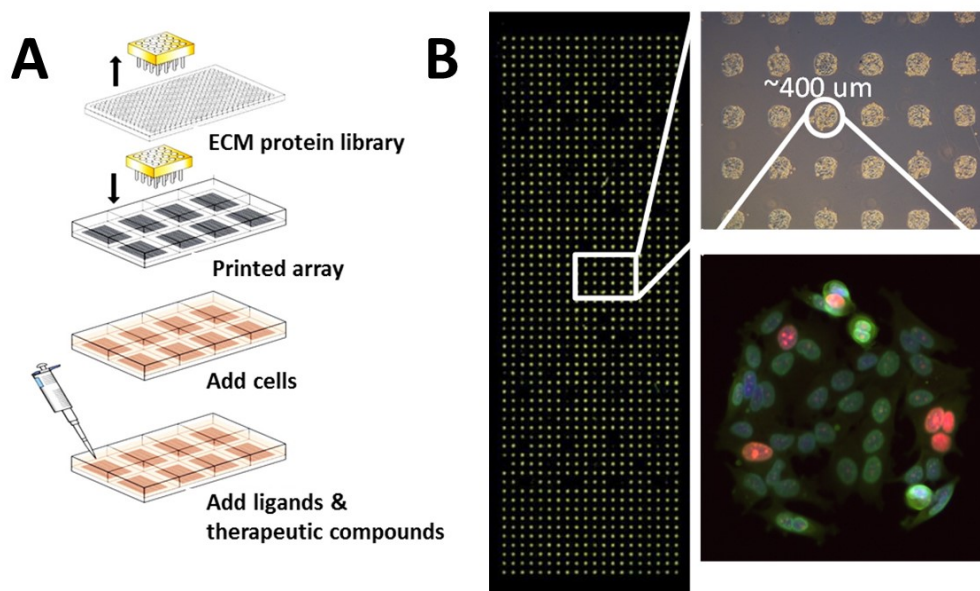 A
ECM protein library
Printed array
Add cells
Add ligands &
therapeutic compounds
B
~400 um